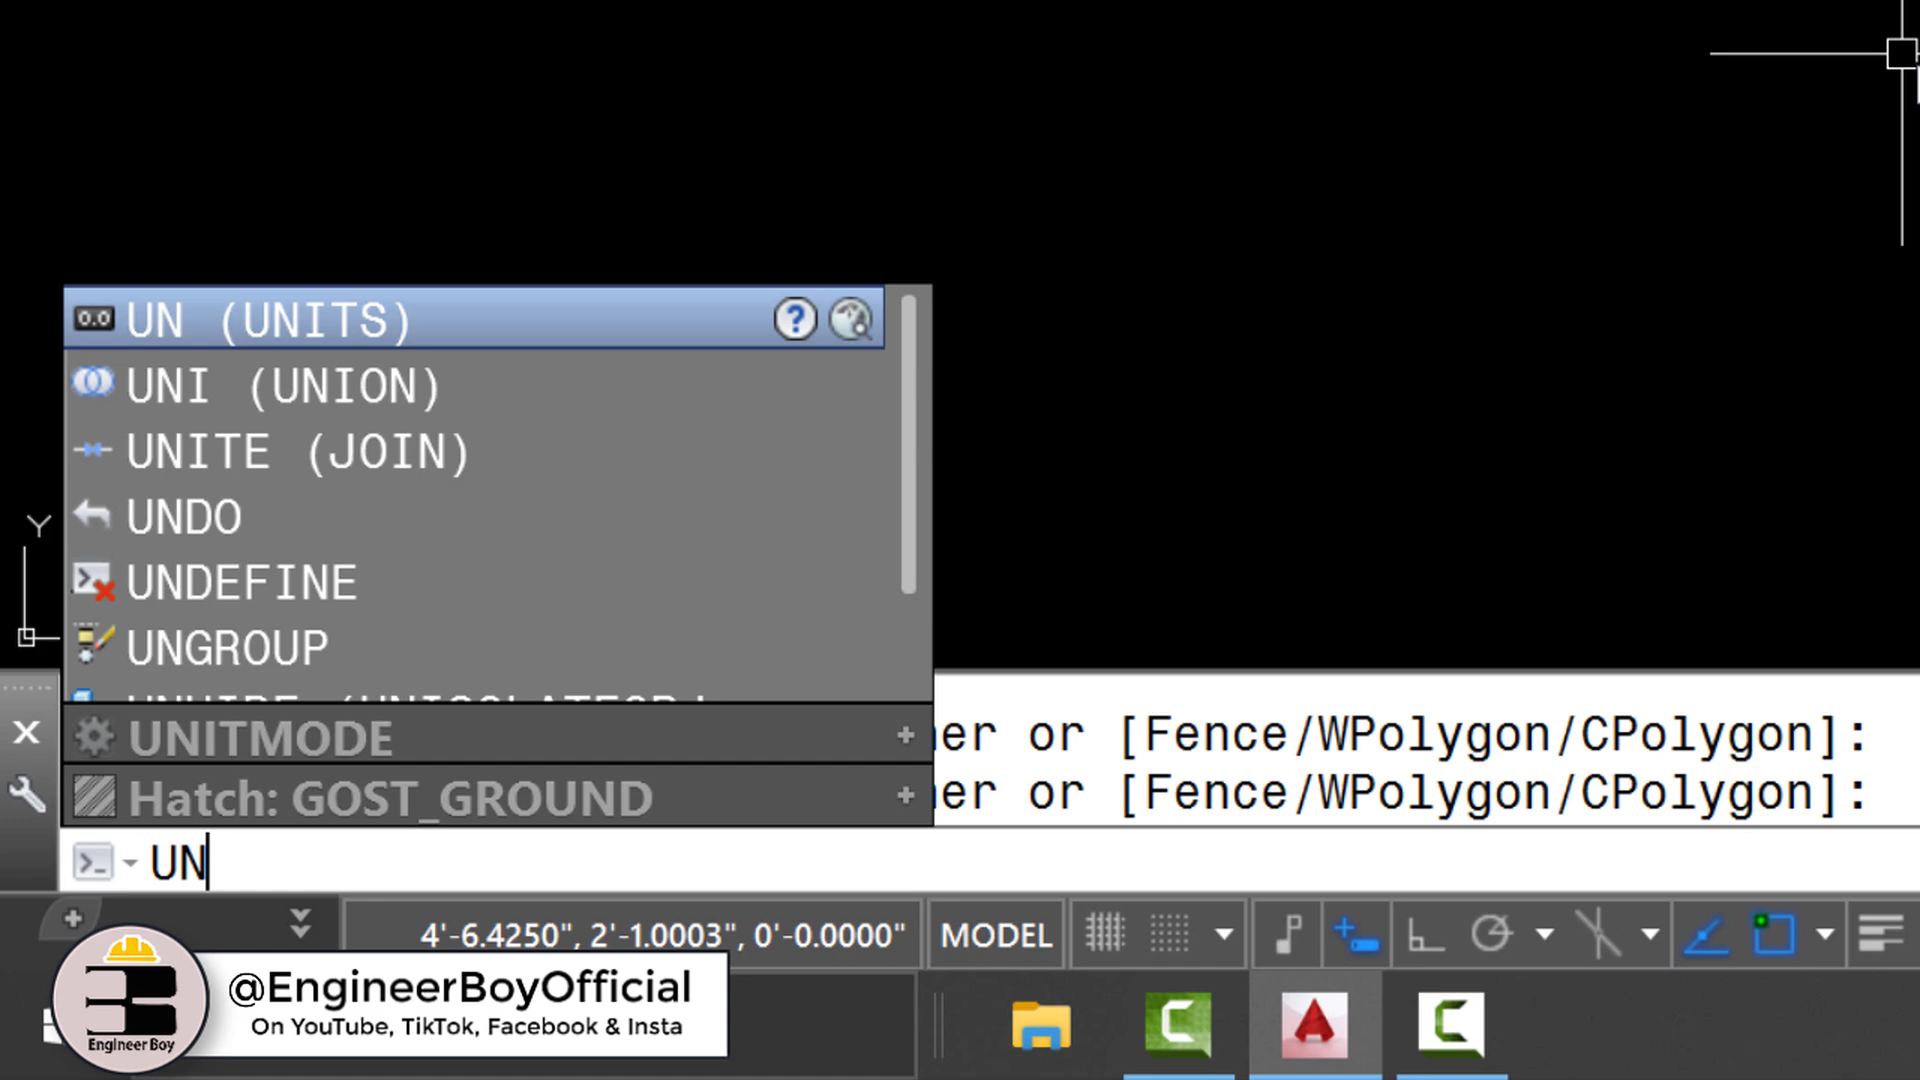 UN (UNITS)
UNI (UNION)
UNITE (JOIN)
UNDO
UNDEFINE
UNGROUP
UNITMODE
Hatch: GOST_GROUND
er or [Fence/WPolygon/CPolygon]:
er or [Fence/WPolygon/CPolygon]:
UN
Y
4'-6.4250", 2'-1.0003", 0'-0.0000"
MODEL
@EngineerBoyOfficial
On YouTube, TikTok, Facebook & Insta
Engineer Boy